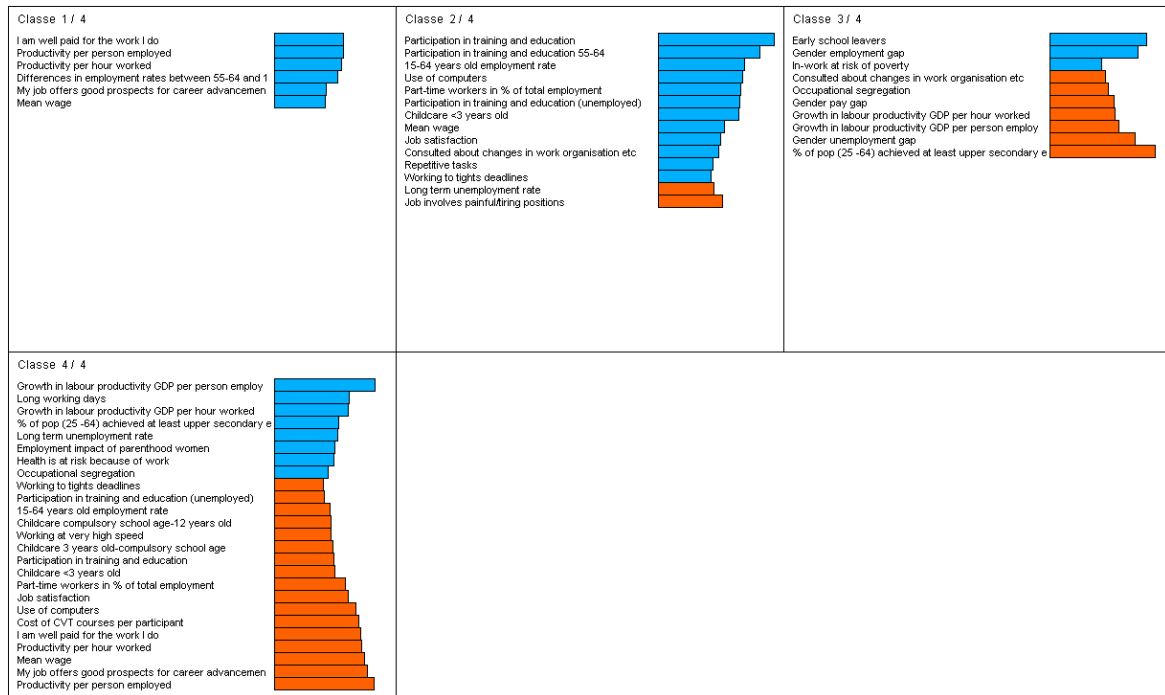 Classe 1 / 4
I am well paid for the work I do
Productivity per person employed
Productivity per hour worked
Differences in employment rates between 55-64 and 1
My job offers good prospects for career advancemen
Mean wage
Classe 2 / 4
Participation in training and education
Participation in training and education 55-64
15-64 years old employment rate
Use of computers
Part-time workers in % of total employment
Participation in training and education (unemployed)
Childcare <3 years old
Mean wage
Job satisfaction
Consulted about changes in work organisation etc
Repetitive tasks
Working to tights deadlines
Long term unemployment rate
Job involves painful/tiring positions
Classe 3 / 4
Early school leavers
Gender employment gap
In-work at risk of poverty
Consulted about changes in work organisation etc
Occupational segregation
Gender pay gap
Growth in labour productivity GDP per hour worked
Growth in labour productivity GDP per person employ
Gender unemployment gap
% of pop (25 -64) achieved at least upper secondary e
Classe 4 / 4
Growth in labour productivity GDP per person employ
Long working days
Growth in labour productivity GDP per hour worked
% of pop (25 -64) achieved at least upper secondary e
Long term unemployment rate
Employment impact of parenthood women
Health is at risk because of work
Occupational segregation
Working to tights deadlines
Participation in training and education (unemployed)
15-64 years old employment rate
Childcare compulsory school age-12 years old
Working at very high speed
Childcare 3 years old-compulsory school age
Participation in training and education
Childcare <3 years old
Part-time workers in % of total employment
Job satisfaction
Use of computers
Cost of CVT courses per participant
I am well paid for the work I do
Productivity per hour worked
Mean wage
My job offers good prospects for career advancemen
Productivity per person employed